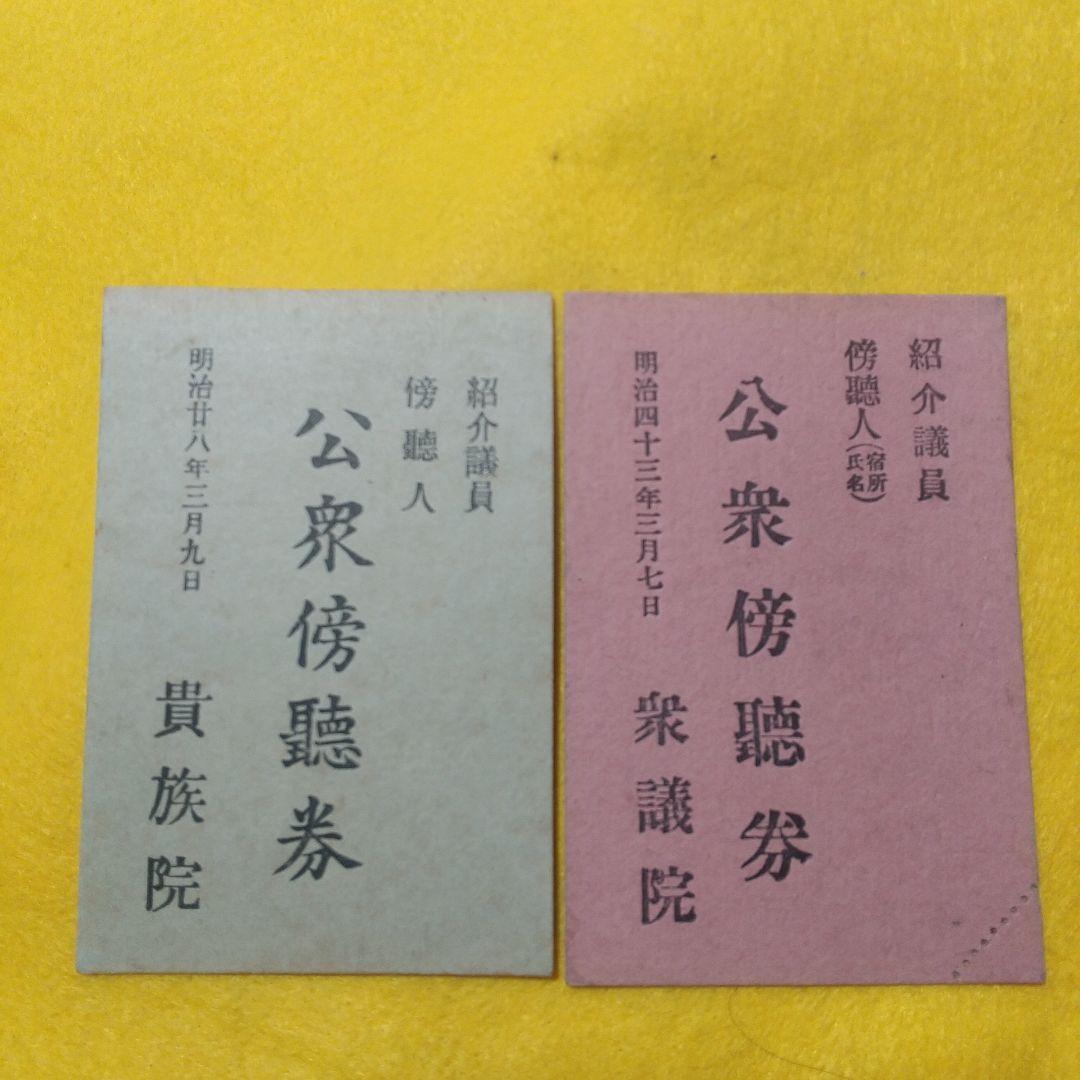 紹介議員
傍聽人
公衆傍聽券
明治廿八年三月九日
貴族院
紹介議員
傍聽人(宿所氏名)
公衆傍聽券
明治四十三年三月七日
衆議院